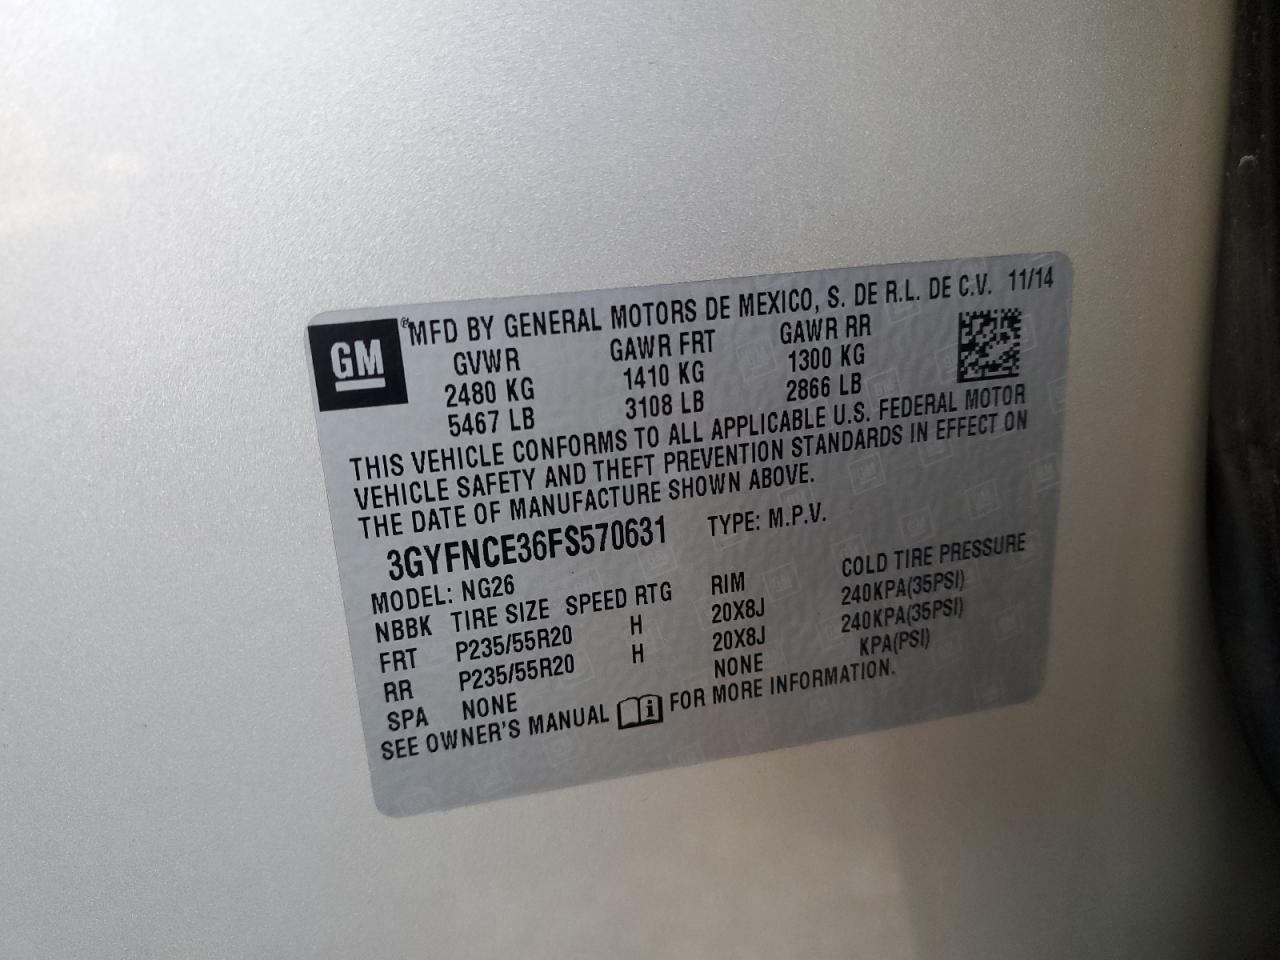 GM ® MFD BY GENERAL MOTORS DE MEXICO, S. DE R.L. DE C.V. 11/14
GVWR GAWR FRT GAWR RR
2480 KG 1410 KG 1300 KG
5467 LB 3108 LB 2866 LB
THIS VEHICLE CONFORMS TO ALL APPLICABLE U.S. FEDERAL MOTOR
VEHICLE SAFETY AND THEFT PREVENTION STANDARDS IN EFFECT ON
THE DATE OF MANUFACTURE SHOWN ABOVE.
3GYFNCE36FS570631 TYPE: M.P.V.
MODEL: NG26
NBBK TIRE SIZE SPEED RTG RIM COLD TIRE PRESSURE
FRT P235/55R20 H 20X8J 240KPA(35PSI)
RR P235/55R20 H 20X8J 240KPA(35PSI)
SPA NONE NONE KPA(PSI)
SEE OWNER'S MANUAL FOR MORE INFORMATION.